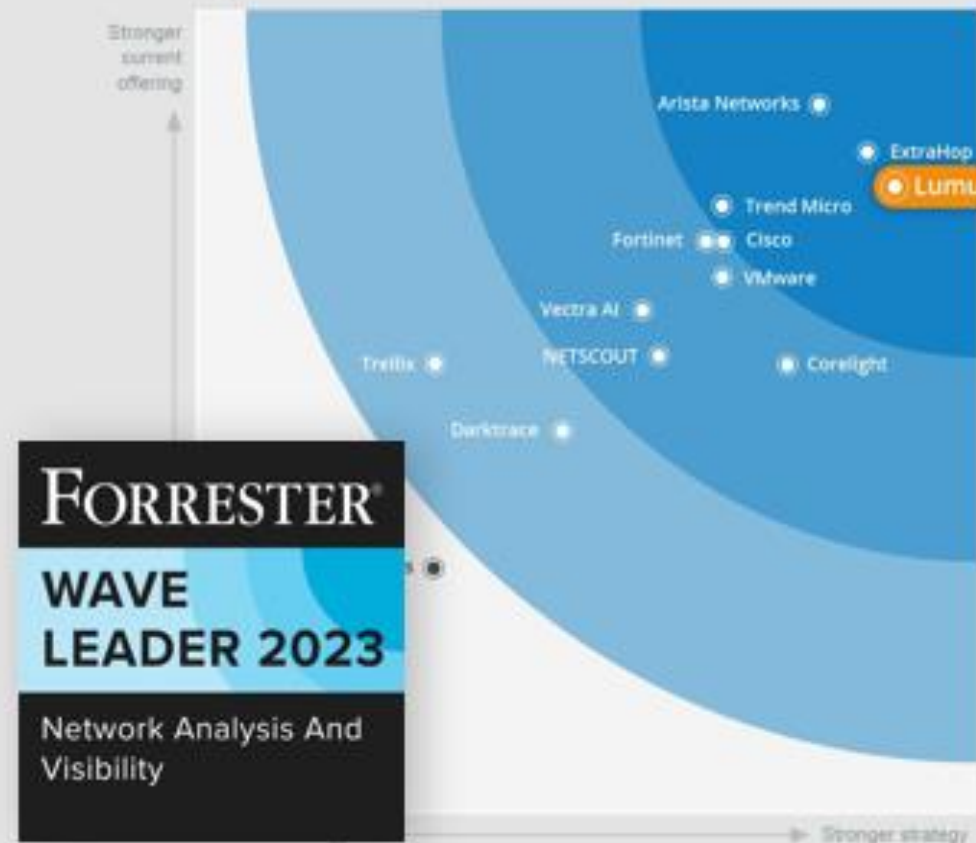 Stronger
current
offering
Arista Networks
ExtraHop
Lumu
Trend Micro
Fortinet
Cisco
VMware
Vectra AI
NETSCOUT
Trellix
Corelight
Darktrace
FORRESTER®
s
WAVE
LEADER 2023
Network Analysis And
Visibility
Stronger strategy